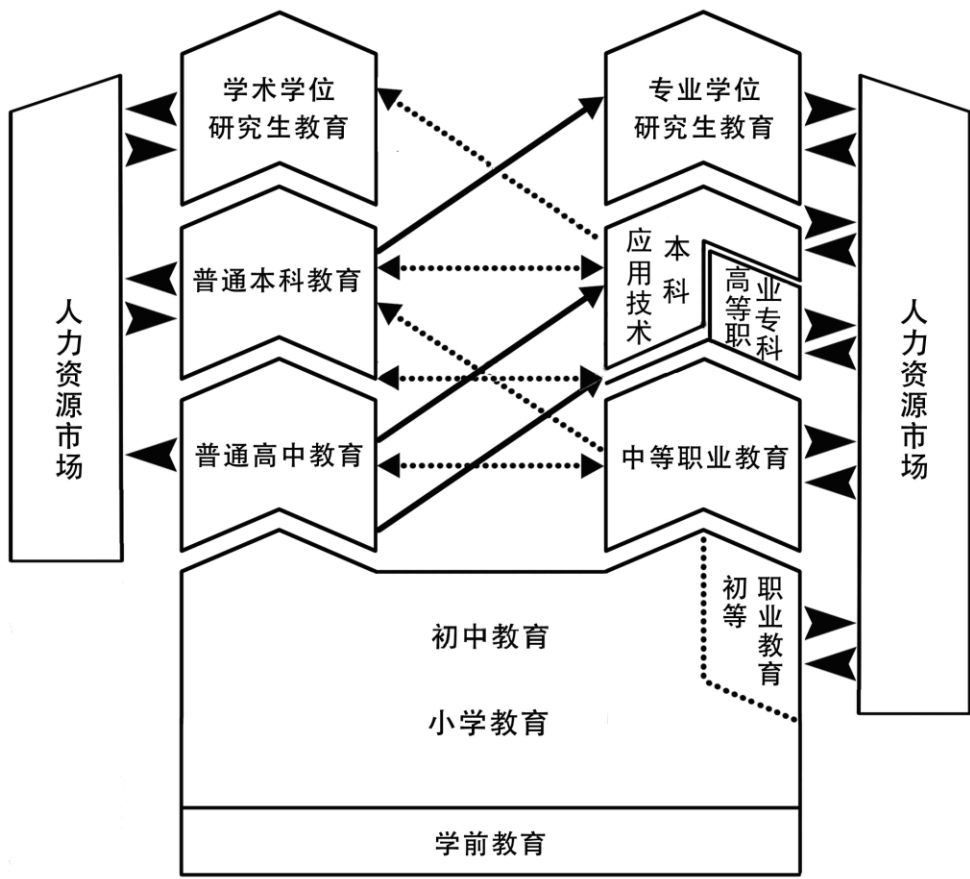 学术学位
研究生教育
专业学位
研究生教育
普通本科教育
应用技术
本科
高等职
业专科
人力资源市场
人力资源市场
普通高中教育
中等职业教育
初等
职业教育
初中教育
小学教育
学前教育